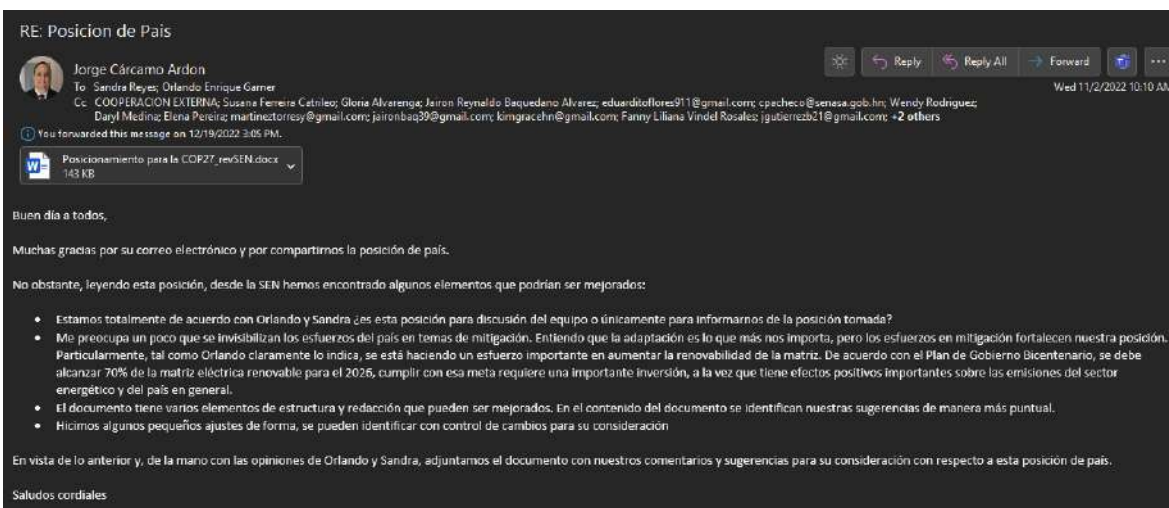 RE: Posicion de Pais
Jorge Cárcamo Ardon
Reply
Reply All
Forward
To Sandra Reyes; Orlando Enrique Garner
Wed 11/2/2022 10:10 AM
Cc COOPERACION EXTERNA; Susana Ferreira Catrileo; Gloria Alvarenga; Jairon Reynaldo Baquedano Alvarez; eduarditoflores911@gmail.com; cpacheco@senasa.gob.hn; Wendy Rodriguez;
Daryl Medina; Elena Pereira; martineztorresy@gmail.com; jaironbaq39@gmail.com; kimgracehn@gmail.com; Fanny Liliana Vindel Rosales; jgutierrezb21@gmail.com; +2 others
You forwarded this message on 12/19/2022 3:05 PM.
Posicionamiento para la COP27_revSEN.docx
143 KB
Buen día a todos,
Muchas gracias por su correo electrónico y por compartirnos la posición de país.
No obstante, leyendo esta posición, desde la SEN hemos encontrado algunos elementos que podrían ser mejorados:
• Estamos totalmente de acuerdo con Orlando y Sandra ¿es esta posición para discusión del equipo o únicamente para informarnos de la posición tomada?
• Me preocupa un poco que se invisibilizan los esfuerzos del país en temas de mitigación. Entiendo que la adaptación es lo que más nos importa, pero los esfuerzos en mitigación fortalecen nuestra posición.
Particularmente, tal como Orlando claramente lo indica, se está haciendo un esfuerzo importante en aumentar la renovabilidad de la matriz. De acuerdo con el Plan de Gobierno Bicentenario, se debe
alcanzar 70% de la matriz eléctrica renovable para el 2026, cumplir con esa meta requiere una importante inversión, a la vez que tiene efectos positivos importantes sobre las emisiones del sector
energético y del país en general.
• El documento tiene varios elementos de estructura y redacción que pueden ser mejorados. En el contenido del documento se identifican nuestras sugerencias de manera más puntual.
• Hicimos algunos pequeños ajustes de forma, se pueden identificar con control de cambios para su consideración
En vista de lo anterior y, de la mano con las opiniones de Orlando y Sandra, adjuntamos el documento con nuestros comentarios y sugerencias para su consideración con respecto a esta posición de país.
Saludos cordiales